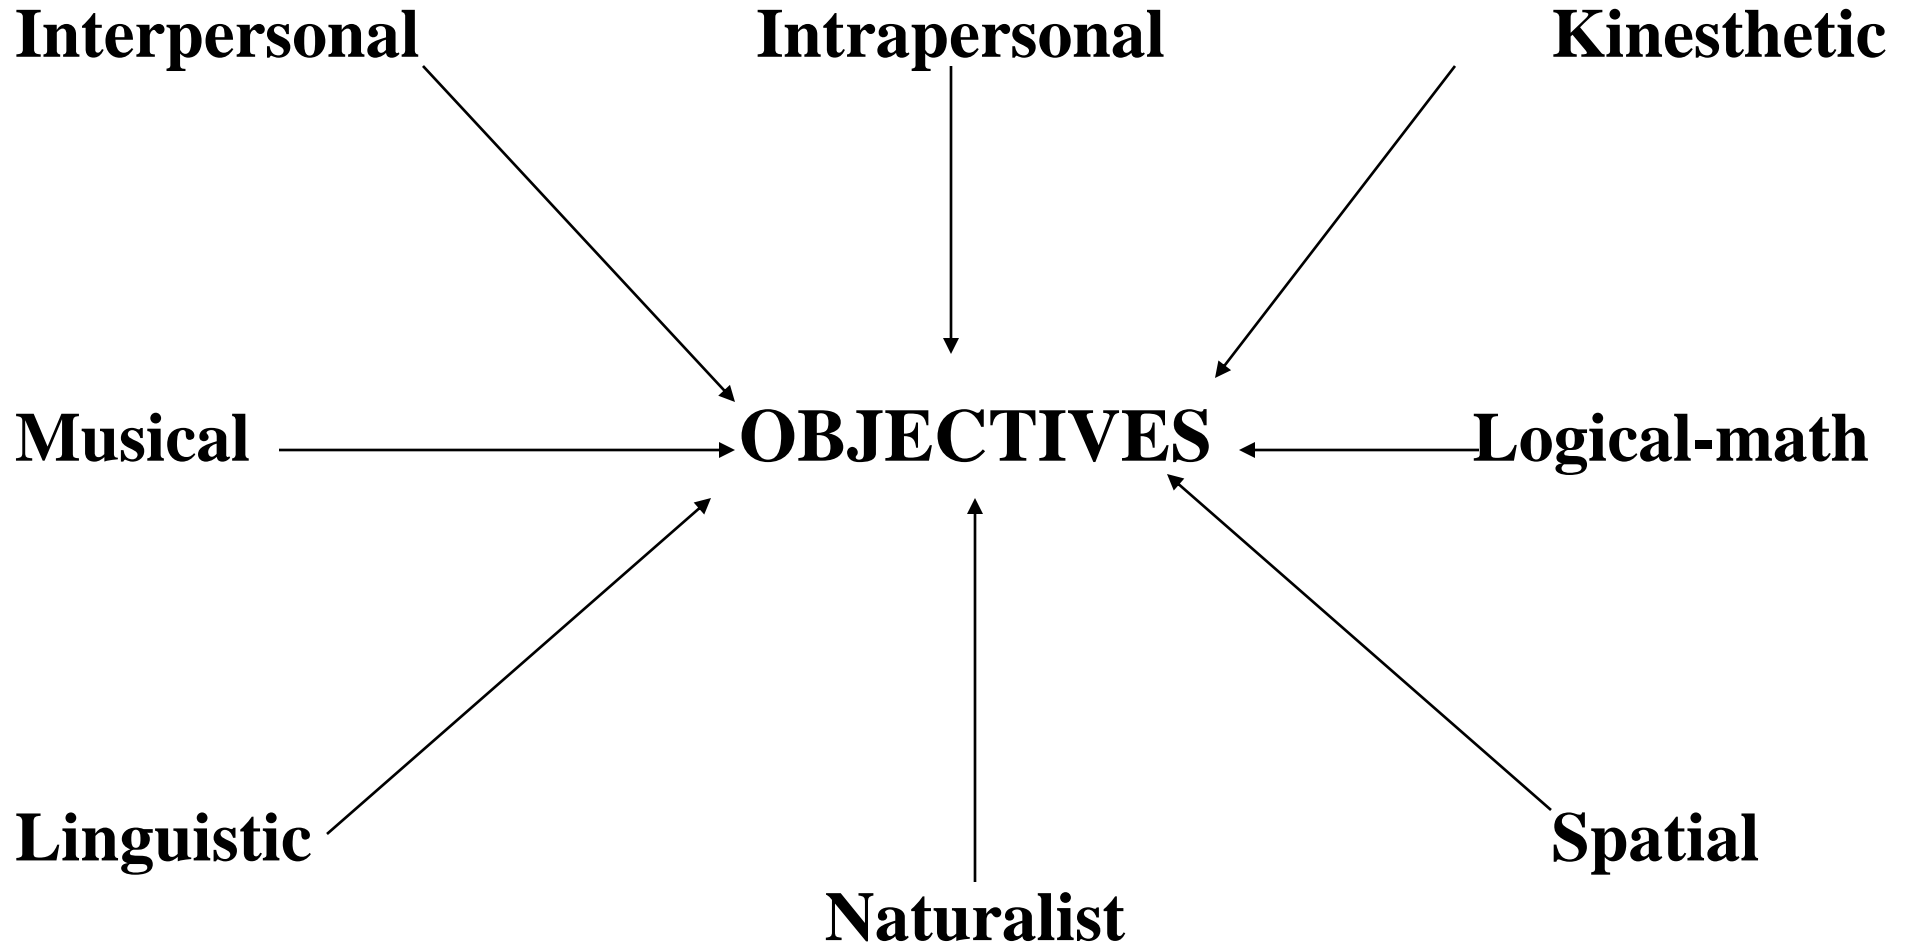 Interpersonal
Intrapersonal
Kinesthetic
Musical
OBJECTIVES
Logical-math
Linguistic
Spatial
Naturalist